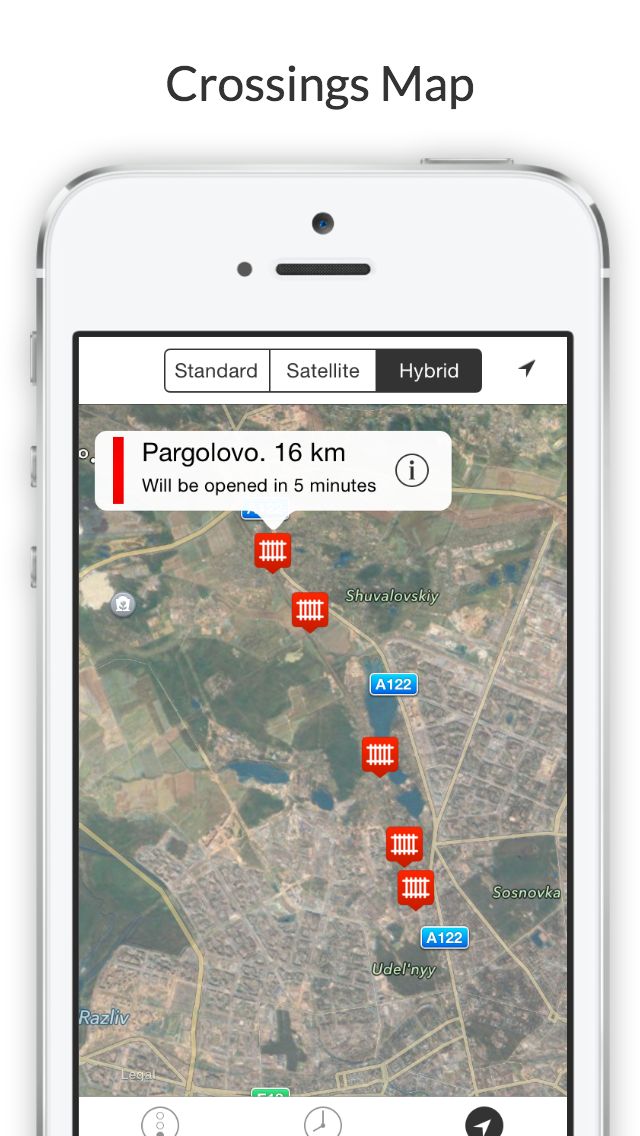 Crossings Map
Standard Satellite Hybrid
Pargolovo. 16 km
Will be opened in 5 minutes
Shuvalovskiy
A122
Sosnovka
A122
Udel'nyy
Razliv
Legal